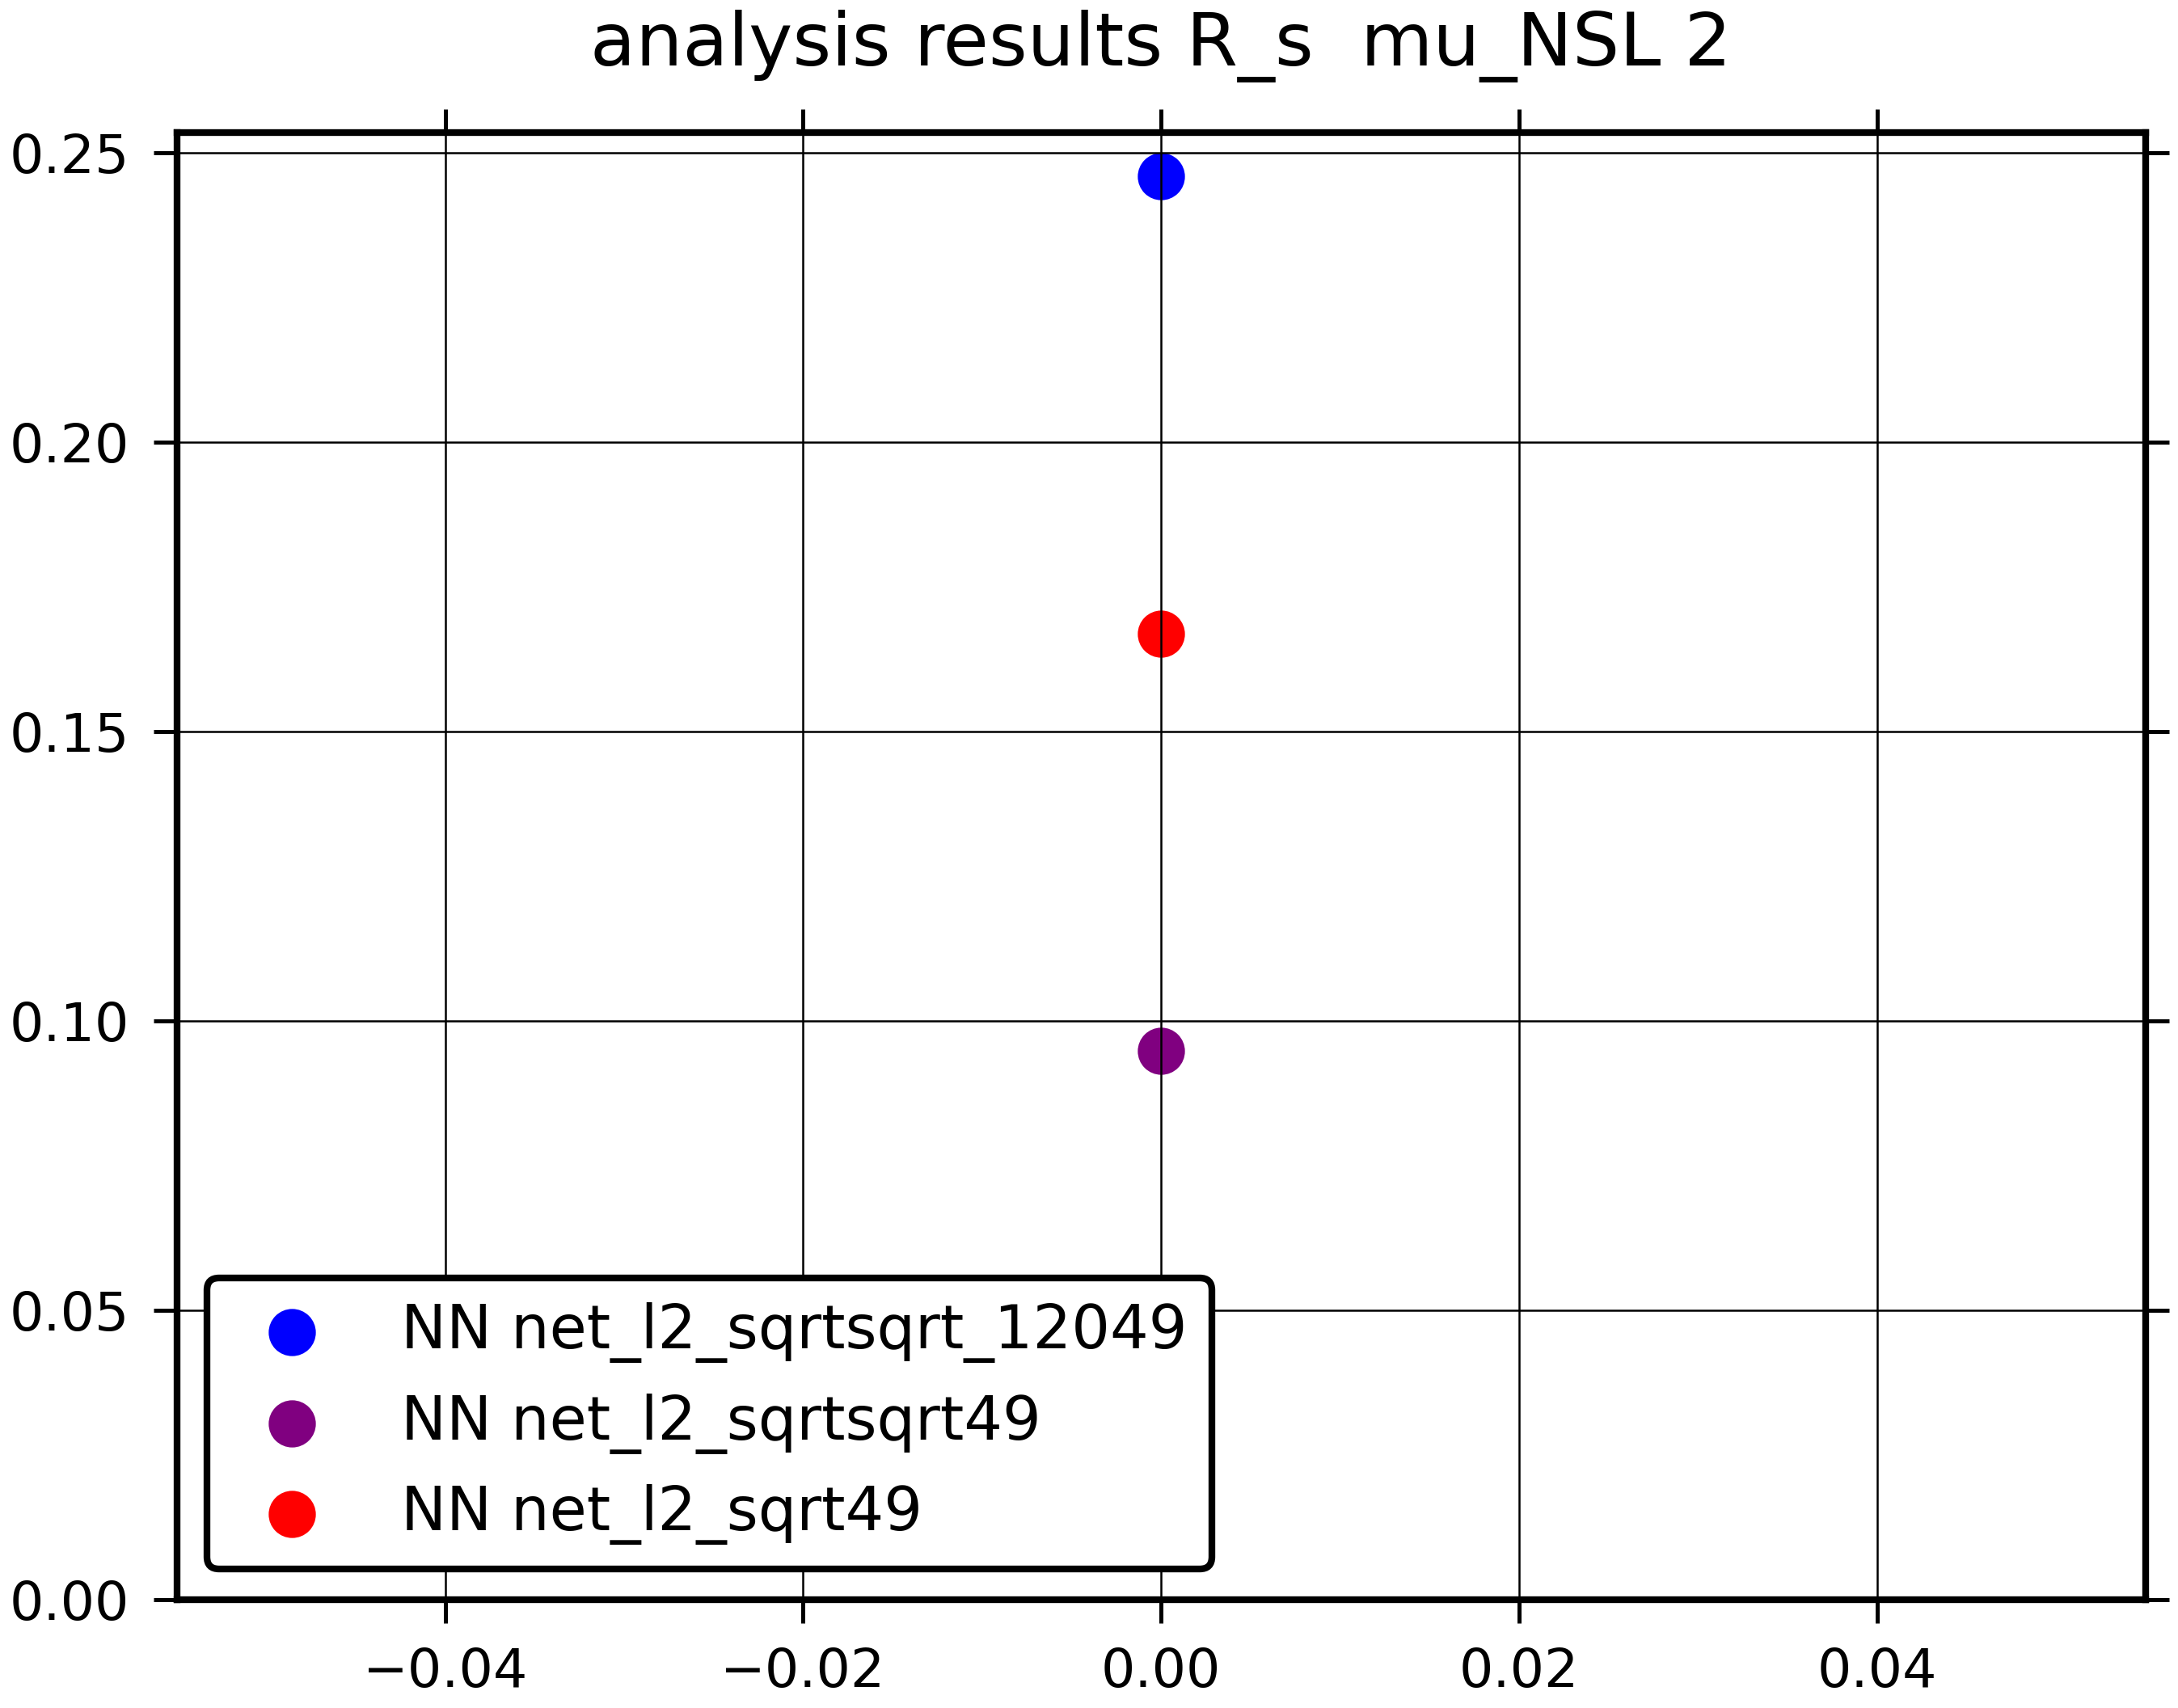 analysis results R_s  mu_NSL 2
0.25
0.20
0.15
0.10
0.05
0.00
NN net_l2_sqrtsqrt_12049
NN net_l2_sqrtsqrt49
NN net_l2_sqrt49
−0.04
−0.02
0.00
0.02
0.04